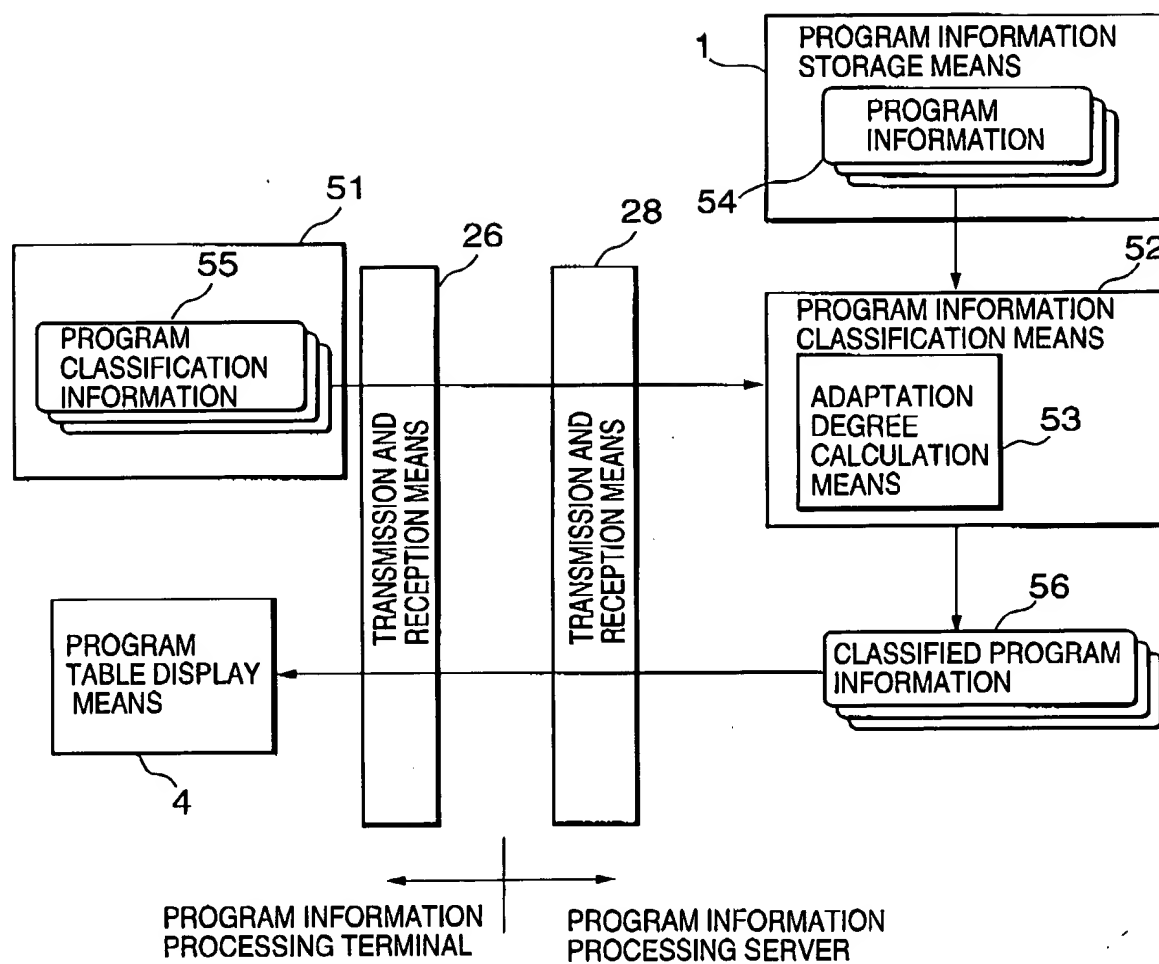 1
PROGRAM INFORMATION
STORAGE MEANS
PROGRAM
INFORMATION
54
51
26
28
52
55
PROGRAM
CLASSIFICATION
INFORMATION
TRANSMISSION AND
RECEPTION MEANS
TRANSMISSION AND
RECEPTION MEANS
PROGRAM INFORMATION
CLASSIFICATION MEANS
ADAPTATION
DEGREE
CALCULATION
MEANS
53
56
PROGRAM
TABLE DISPLAY
MEANS
4
CLASSIFIED PROGRAM
INFORMATION
PROGRAM INFORMATION
PROCESSING TERMINAL
PROGRAM INFORMATION
PROCESSING SERVER